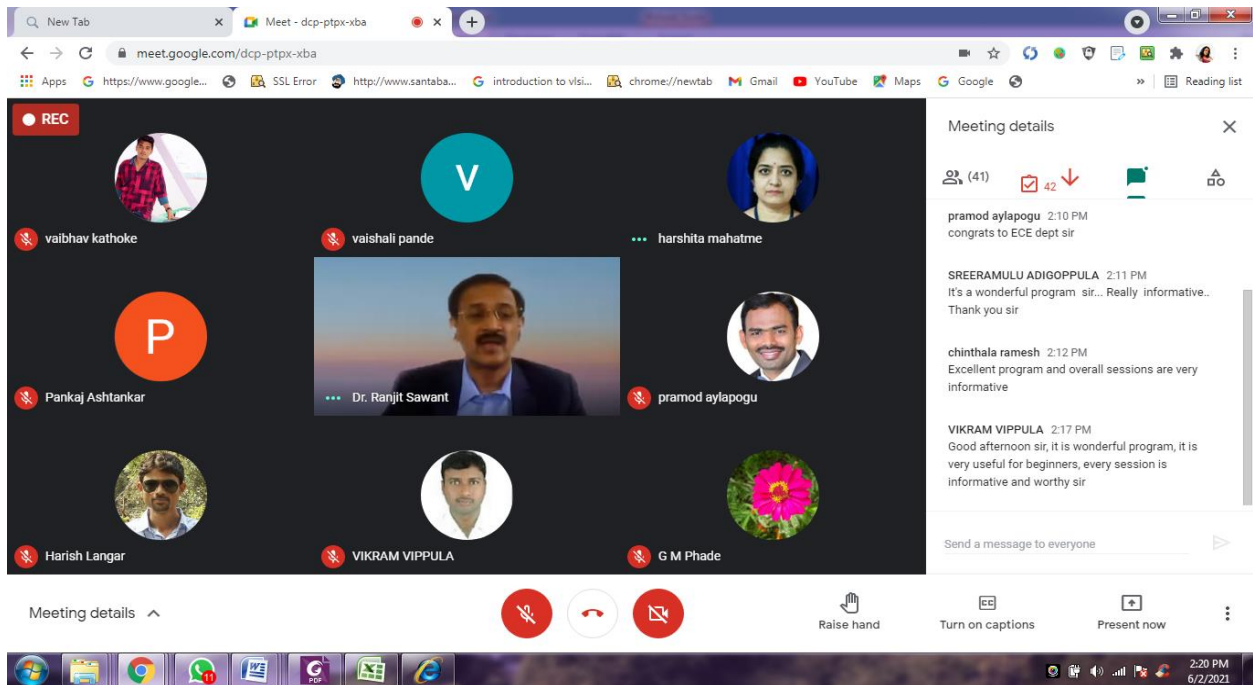 New Tab
Meet - dcp-ptpx-xba
meet.google.com/dcp-ptpx-xba
Apps
https://www.google...
SSL Error
http://www.santaba...
introduction to vlsi...
chrome://newtab
Gmail
YouTube
Maps
Google
»
Reading list
REC
vaibhav kathoke
V
vaishali pande
harshita mahatme
P
Pankaj Ashtankar
Dr. Ranjit Sawant
pramod aylapogu
Harish Langar
VIKRAM VIPPULA
G M Phade
Meeting details
(41)
42
pramod aylapogu 2:10 PM
congrats to ECE dept sir
SREERAMULU ADIGOPPULA 2:11 PM
It's a wonderful program sir... Really informative..
Thank you sir
chinthala ramesh 2:12 PM
Excellent program and overall sessions are very
informative
VIKRAM VIPPULA 2:17 PM
Good afternoon sir, it is wonderful program, it is
very useful for beginners, every session is
informative and worthy sir
Send a message to everyone
Meeting details
Raise hand
CC
Turn on captions
Present now
11
W
G
PDF
2:20 PM
6/2/2021